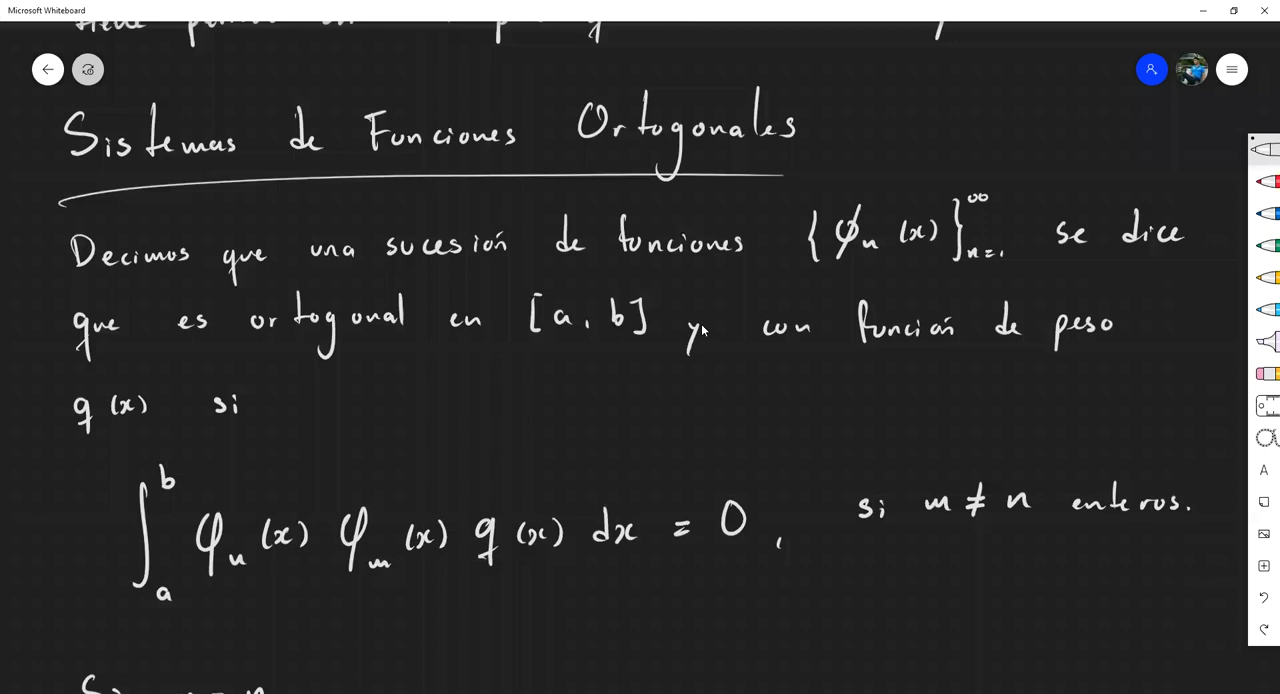 Microsoft Whiteboard
Sistemas de Funciones Ortogonales
Decimos que una sucesión de funciones {φₙ(x)}ₙ₌₁^∞ se dice
que es ortogonal en [a, b] y con función de peso
q(x) si
∫ₐᵇ φₙ(x) φₘ(x) q(x) dx = 0, si m ≠ n enteros.